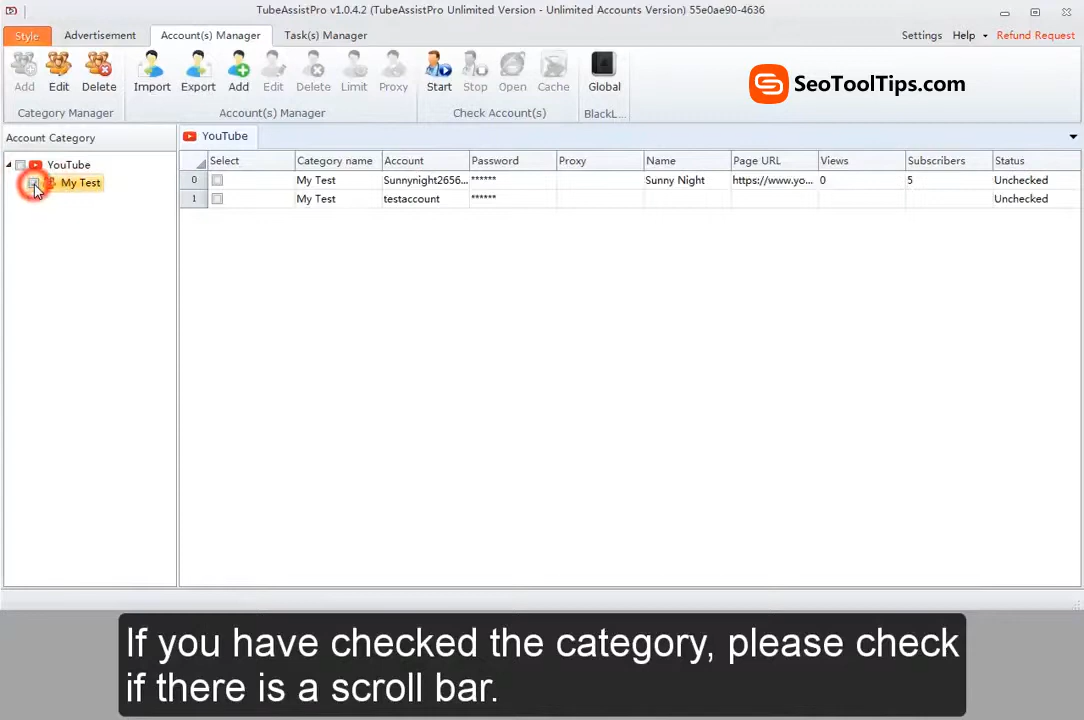 TubeAssistPro v1.0.4.2 (TubeAssistPro Unlimited Version - Unlimited Accounts Version) 55e0ae90-4636
Style Advertisement Account(s) Manager Task(s) Manager Settings Help Refund Request
Add Edit Delete Import Export Add Edit Delete Limit Proxy Start Stop Open Cache Global
Category Manager Account(s) Manager Check Account(s) BlackL...
SeoToolTips.com
Account Category
YouTube
YouTube
My Test
Select Category name Account Password Proxy Name Page URL Views Subscribers Status
0 My Test Sunnynight2656... ****** Sunny Night https://www.yo... 0 5 Unchecked
1 My Test testaccount ****** Unchecked
If you have checked the category, please check
if there is a scroll bar.